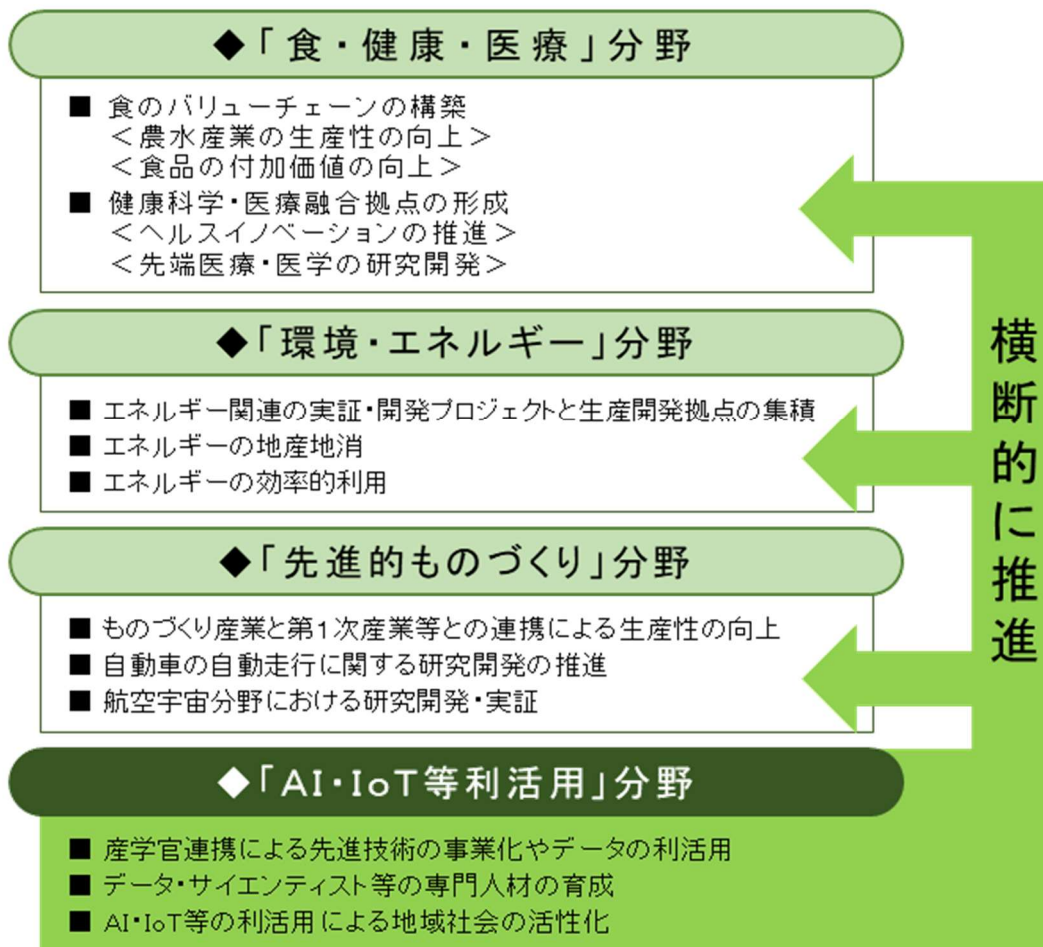 ◆「食・健康・医療」分野
■ 食のバリューチェーンの構築
＜農水産業の生産性の向上＞
＜食品の付加価値の向上＞
■ 健康科学・医療融合拠点の形成
＜ヘルスイノベーションの推進＞
＜先端医療・医学の研究開発＞
◆「環境・エネルギー」分野
■ エネルギー関連の実証・開発プロジェクトと生産開発拠点の集積
■ エネルギーの地産地消
■ エネルギーの効率的利用
◆「先進的ものづくり」分野
■ ものづくり産業と第1次産業等との連携による生産性の向上
■ 自動車の自動走行に関する研究開発の推進
■ 航空宇宙分野における研究開発・実証
◆「AI・IoT等利活用」分野
■ 産学官連携による先進技術の事業化やデータの利活用
■ データ・サイエンティスト等の専門人材の育成
■ AI・IoT等の利活用による地域社会の活性化
横断的に推進